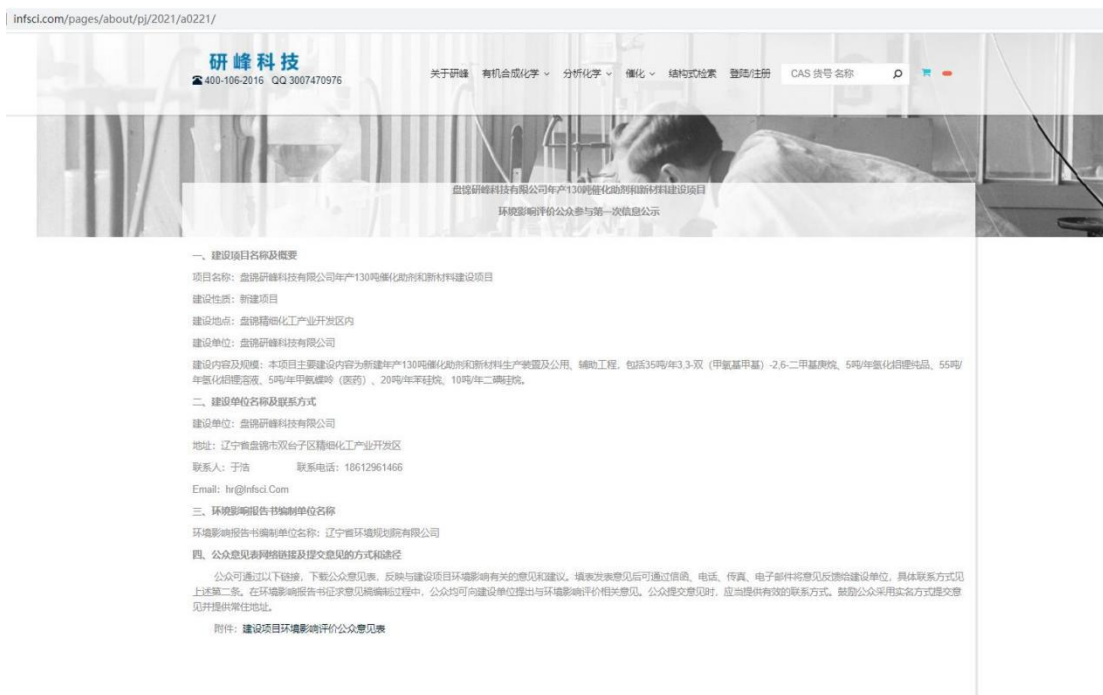 infsci.com/pages/about/pj/2021/a0221/
研峰科技
400-106-2016 QQ 3007470976
关于研峰 有机合成化学 分析化学 催化 结构式检索 登陆/注册 CAS 货号 名称
盘锦研峰科技有限公司年产130吨催化助剂和新材料建设项目
环境影响评价公众参与第一次信息公示
一、建设项目名称及概要
项目名称：盘锦研峰科技有限公司年产130吨催化助剂和新材料建设项目
建设性质：新建项目
建设地点：盘锦精细化工产业开发区内
建设单位：盘锦研峰科技有限公司
建设内容及规模：本项目主要建设内容为新建年产130吨催化助剂和新材料生产装置及公用、辅助工程，包括35吨/年3,3-双（甲氧基甲基）-2,6-二甲基庚烷、5吨/年氢化铝锂纯品、55吨/
年氢化铝锂溶液、5吨/年甲氨蝶呤（医药）、20吨/年苯硅烷、10吨/年二碘硅烷。
二、建设单位名称及联系方式
建设单位：盘锦研峰科技有限公司
地址：辽宁省盘锦市双台子区精细化工产业开发区
联系人：于浩 联系电话：18612961466
Email：hr@Infsci.Com
三、环境影响报告书编制单位名称
环境影响报告书编制单位名称：辽宁省环境规划院有限公司
四、公众意见表网络链接及提交意见的方式和途径
公众可通过以下链接，下载公众意见表，反映与建设项目环境影响有关的意见和建议。填表发表意见后可通过信函、电话、传真、电子邮件将意见反馈给建设单位，具体联系方式见
上述第二条。在环境影响报告书征求意见稿编制过程中，公众均可向建设单位提出与环境影响评价相关意见。公众提交意见时，应当提供有效的联系方式。鼓励公众采用实名方式提交意
见并提供常住地址。
附件：建设项目环境影响评价公众意见表